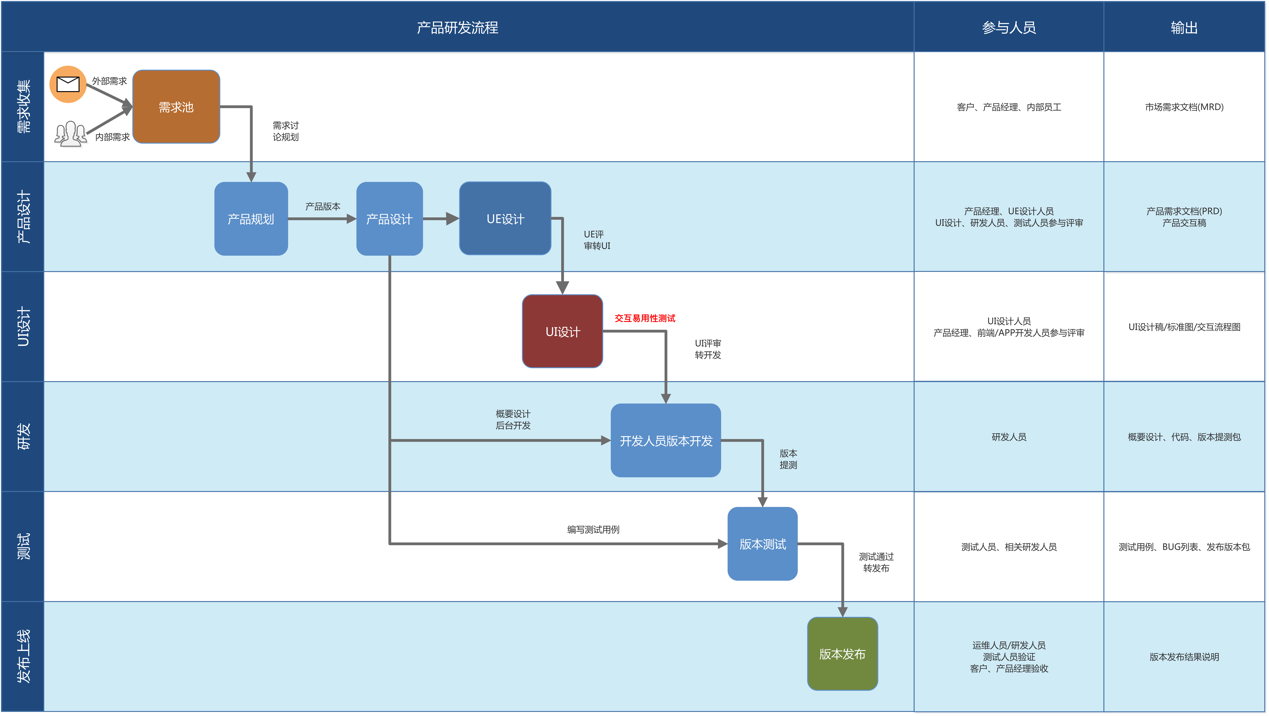 产品研发流程
参与人员
输出
需求收集
外部需求
内部需求
需求池
需求讨
论规划
客户、产品经理、内部员工
市场需求文档(MRD)
产品设计
产品规划
产品版本
产品设计
UE设计
UE评
审转UI
产品经理、UE设计人员
UI设计、研发人员、测试人员参与评审
产品需求文档(PRD)
产品交互稿
UI设计
UI设计
交互易用性测试
UI评审
转开发
UI设计人员
产品经理、前端/APP开发人员参与评审
UI设计稿/标准图/交互流程图
研发
概要设计
后台开发
开发人员版本开发
版本
提测
研发人员
概要设计、代码、版本提测包
测试
编写测试用例
版本测试
测试通过
转发布
测试人员、相关研发人员
测试用例、BUG列表、发布版本包
发布上线
版本发布
运维人员/研发人员
测试人员验证
客户、产品经理验收
版本发布结果说明